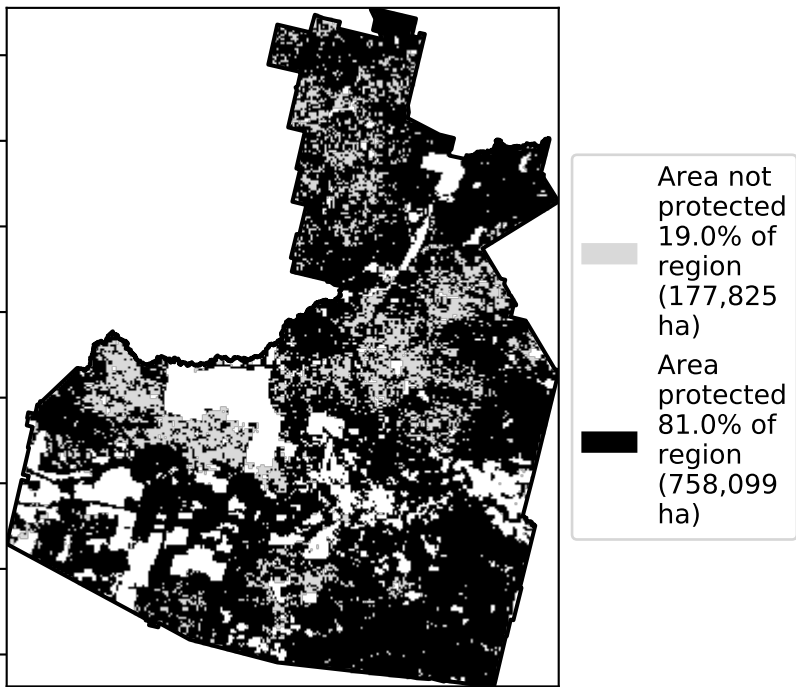 Area not
protected
19.0% of
region
(177,825
ha)
Area
protected
81.0% of
region
(758,099
ha)